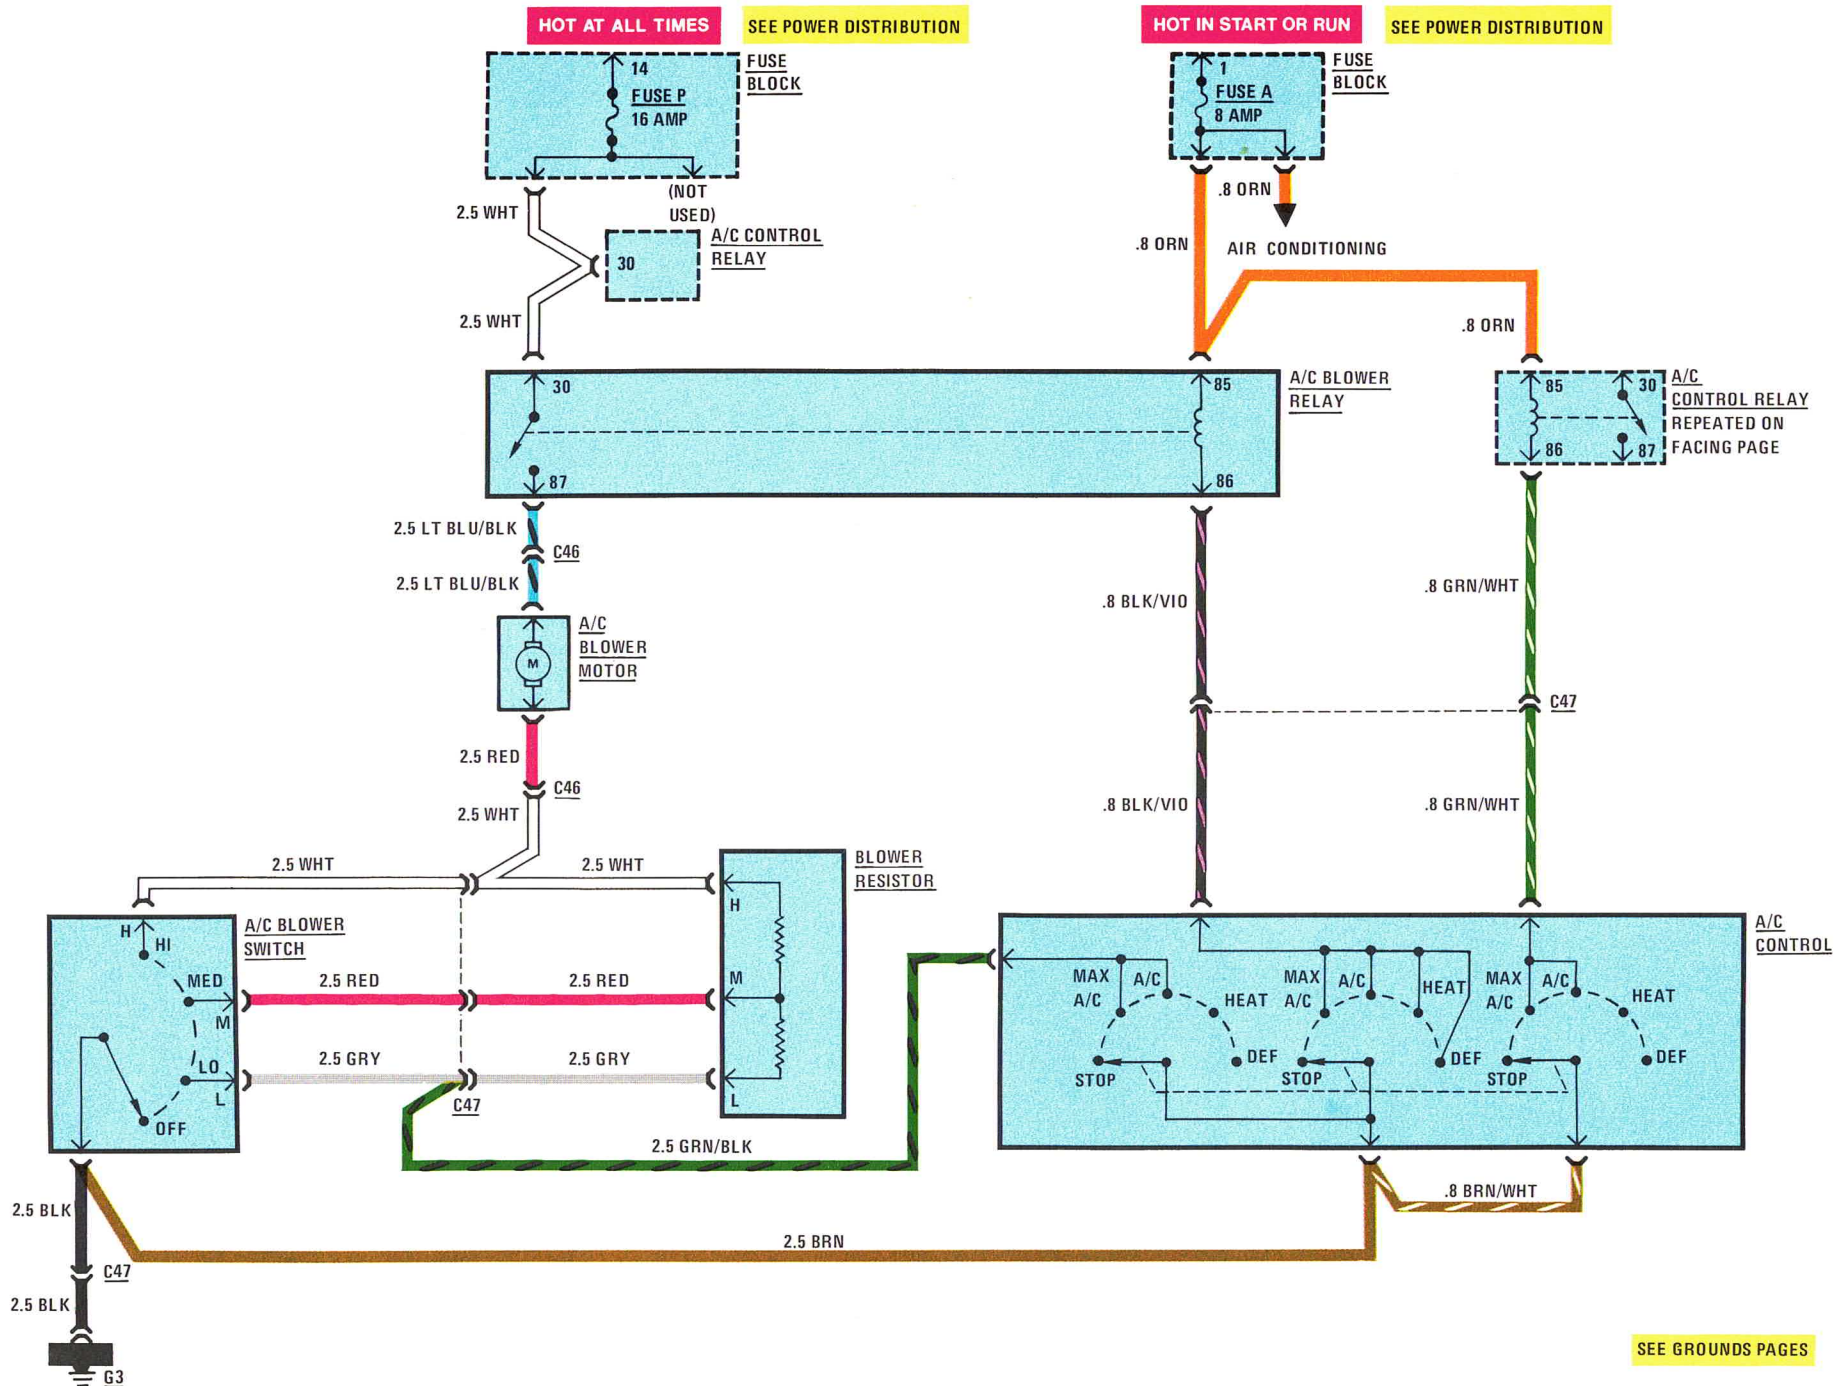 HOT AT ALL TIMES
SEE POWER DISTRIBUTION
HOT IN START OR RUN
SEE POWER DISTRIBUTION
14
FUSE P
16 AMP
FUSE
BLOCK
1
FUSE A
8 AMP
FUSE
BLOCK
(NOT
USED)
2.5 WHT
30
A/C CONTROL
RELAY
2.5 WHT
.8 ORN
.8 ORN
AIR CONDITIONING
.8 ORN
30
87
85
86
A/C BLOWER
RELAY
85
86
30
87
A/C
CONTROL RELAY
REPEATED ON
FACING PAGE
2.5 LT BLU/BLK
C46
2.5 LT BLU/BLK
M
A/C
BLOWER
MOTOR
2.5 RED
C46
2.5 WHT
.8 BLK/VIO
.8 GRN/WHT
C47
.8 BLK/VIO
.8 GRN/WHT
2.5 WHT
2.5 WHT
BLOWER
RESISTOR
H
M
L
H
HI
MED
M
LO
L
OFF
A/C BLOWER
SWITCH
2.5 RED
2.5 RED
2.5 GRY
2.5 GRY
C47
2.5 GRN/BLK
A/C
CONTROL
MAX
A/C
A/C
HEAT
DEF
STOP
MAX
A/C
A/C
HEAT
DEF
STOP
MAX
A/C
A/C
HEAT
DEF
STOP
.8 BRN/WHT
2.5 BRN
2.5 BLK
C47
2.5 BLK
G3
SEE GROUNDS PAGES